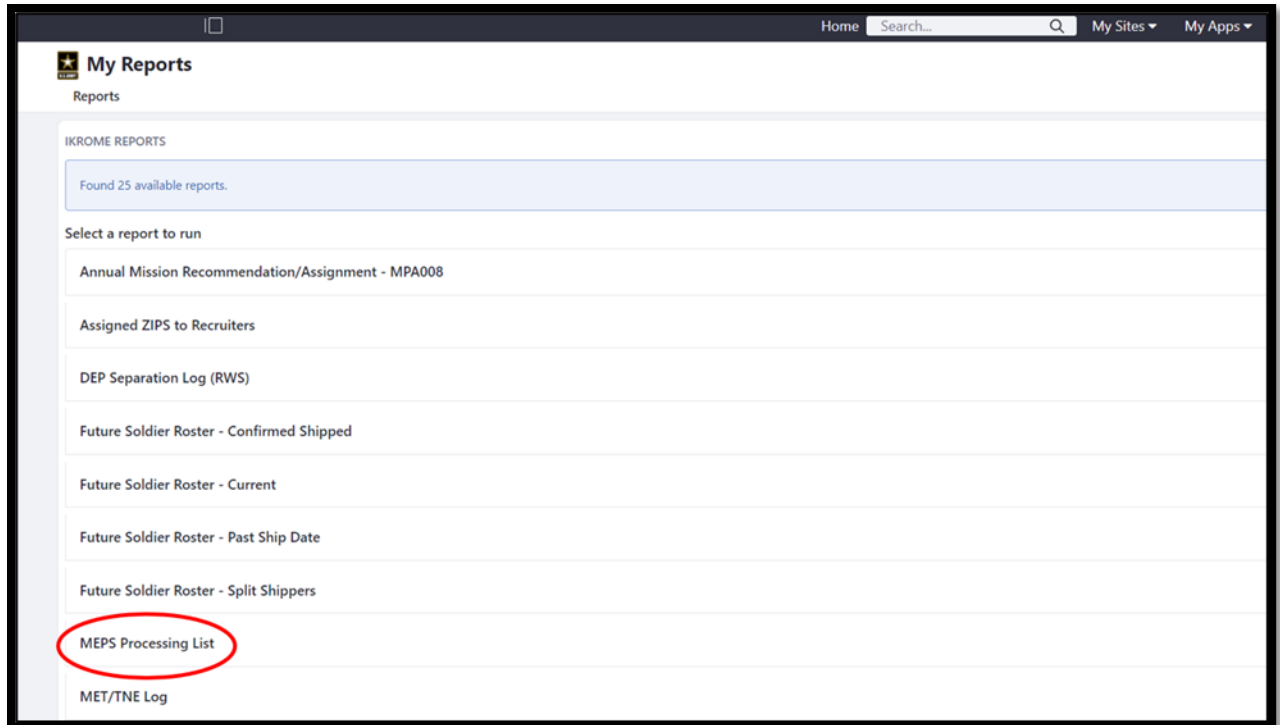 Home Search... My Sites My Apps
My Reports
Reports
IKROME REPORTS
Found 25 available reports.
Select a report to run
Annual Mission Recommendation/Assignment - MPA008
Assigned ZIPS to Recruiters
DEP Separation Log (RWS)
Future Soldier Roster - Confirmed Shipped
Future Soldier Roster - Current
Future Soldier Roster - Past Ship Date
Future Soldier Roster - Split Shippers
MEPS Processing List
MET/TNE Log